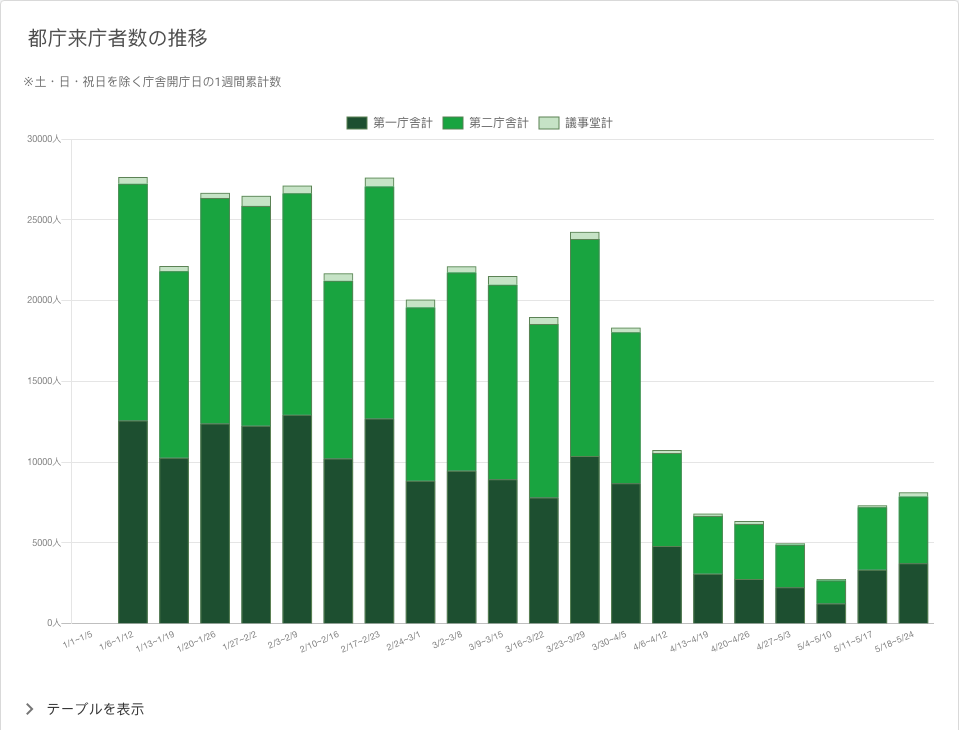 都庁来庁者数の推移
※土・日・祝日を除く庁舎開庁日の1週間累計数
第一庁舎計 第二庁舎計 議事堂計
30000人
25000人
20000人
15000人
10000人
5000人
0人
1/1~1/5 1/6~1/12 1/13~1/19 1/20~1/26 1/27~2/2 2/3~2/9 2/10~2/16 2/17~2/23 2/24~3/1 3/2~3/8 3/9~3/15 3/16~3/22 3/23~3/29 3/30~4/5 4/6~4/12 4/13~4/19 4/20~4/26 4/27~5/3 5/4~5/10 5/11~5/17 5/18~5/24
テーブルを表示